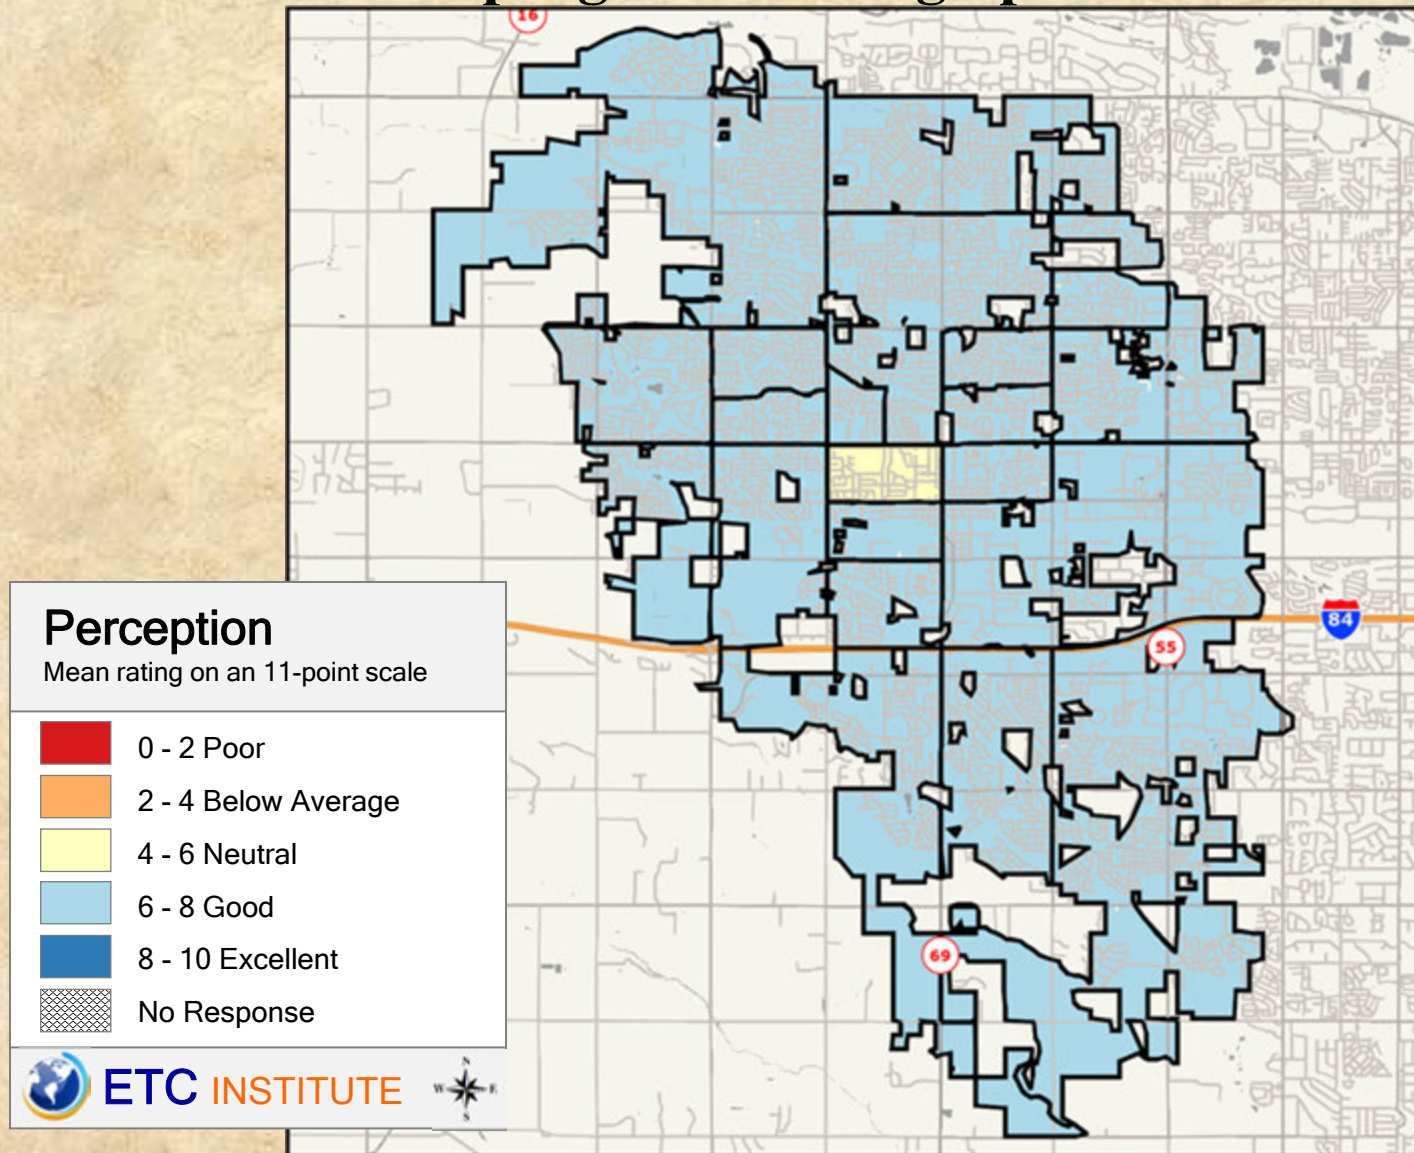 16
84
55
Perception
Mean rating on an 11-point scale
0 - 2 Poor
2 - 4 Below Average
4 - 6 Neutral
6 - 8 Good
8 - 10 Excellent
No Response
69
ETC INSTITUTE
N
W E
S